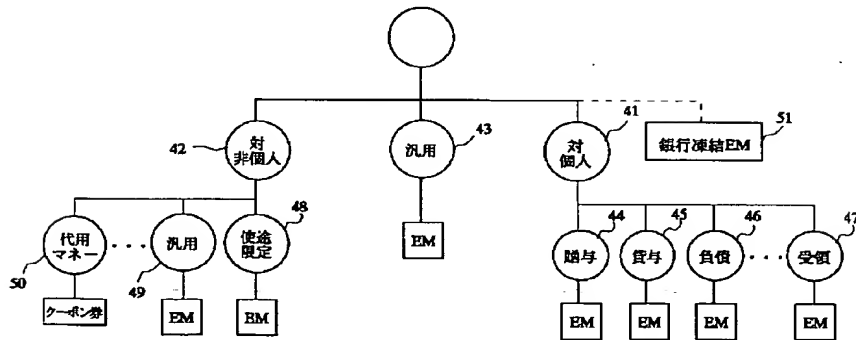 41
42
43
51
対
非個人
汎用
対
個人
銀行凍結EM
EM
代用
マネー
汎用
使途
限定
48
44
45
46
47
贈与
貸与
負債
受領
50
49
クーポン券
EM
EM
EM
EM
EM
EM